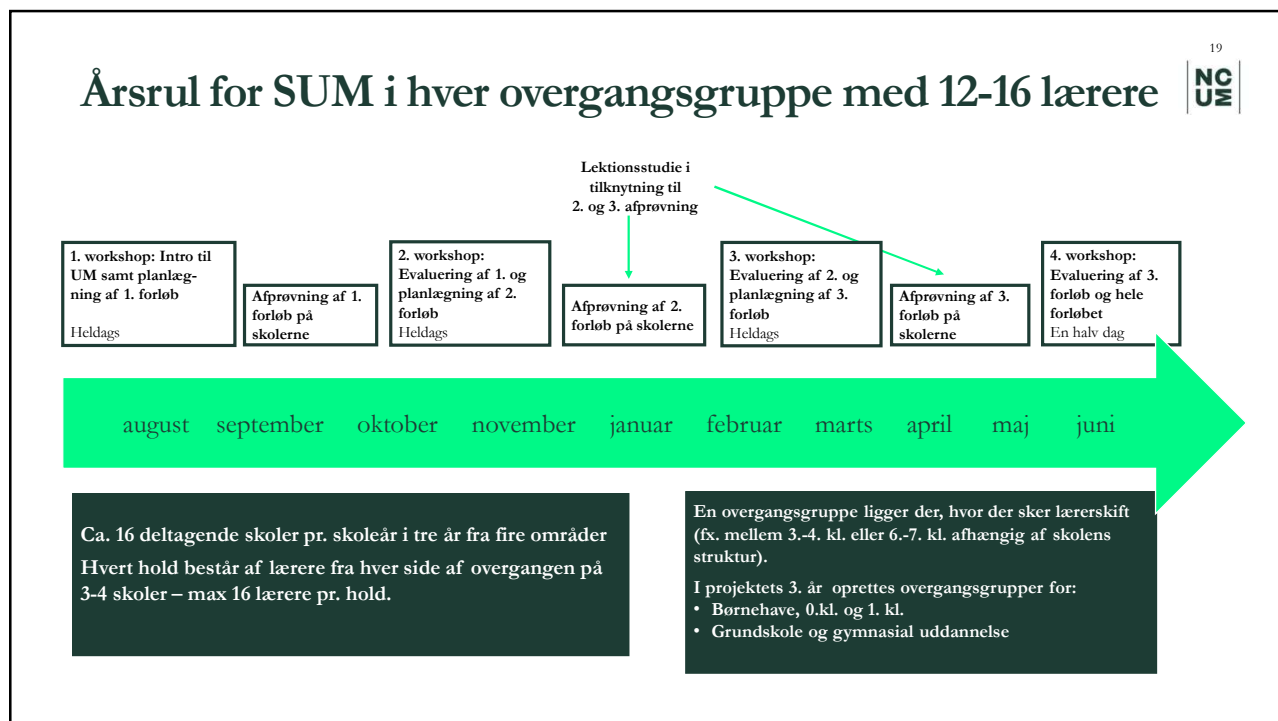 19
Årsrul for SUM i hver overgangsgruppe med 12-16 lærere
NC
UM
Lektionsstudie i
tilknytning til
2. og 3. afprøvning
1. workshop: Intro til
UM samt planlæg-
ning af 1. forløb
Heldags
Afprøvning af 1.
forløb på
skolerne
2. workshop:
Evaluering af 1. og
planlægning af 2.
forløb
Heldags
Afprøvning af 2.
forløb på skolerne
3. workshop:
Evaluering af 2. og
planlægning af 3.
forløb
Heldags
Afprøvning af 3.
forløb på
skolerne
4. workshop:
Evaluering af 3.
forløb og hele
forløbet
En halv dag
august september oktober november januar februar marts april maj juni
Ca. 16 deltagende skoler pr. skoleår i tre år fra fire områder
Hvert hold består af lærere fra hver side af overgangen på
3-4 skoler – max 16 lærere pr. hold.
En overgangsgruppe ligger der, hvor der sker lærerskift
(fx. mellem 3.-4. kl. eller 6.-7. kl. afhængig af skolens
struktur).
I projektets 3. år oprettes overgangsgrupper for:
• Børnehave, 0.kl. og 1. kl.
• Grundskole og gymnasial uddannelse